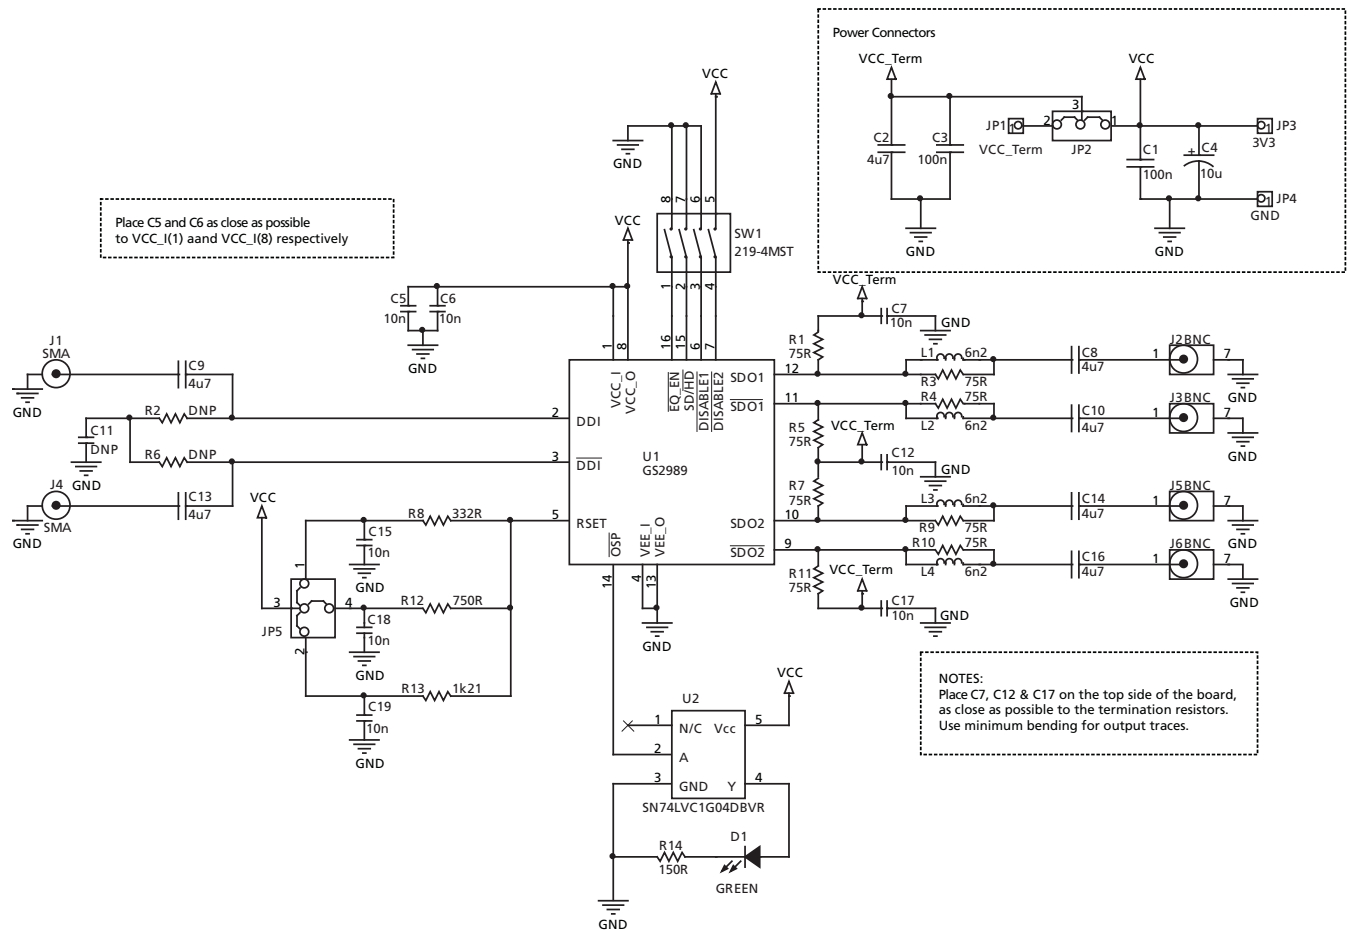 Power Connectors
VCC_Term
VCC
VCC
3
JP1
1
2
1
1
JP3
C2
4u7
C3
100n
VCC_Term
JP2
C1
100n
+
C4
10u
3V3
GND
1
JP4
GND
GND
GND
8
7
6
5
Place C5 and C6 as close as possible
to VCC_I(1) aand VCC_I(8) respectively
VCC
SW1
219-4MST
1
2
3
4
VCC_Term
C5
10n
C6
10n
C7
10n
GND
GND
J1
SMA
1
8
16
15
6
7
R1
75R
L1
6n2
C8
4u7
1
J2BNC
7
GND
C9
4u7
VCC_I
VCC_O
EQ_EN
SD/HD
DISABLE1
DISABLE2
12
SDO1
R3
75R
GND
R2
DNP
2
DDI
11
SDO1
R4
75R
L2
6n2
C10
4u7
1
J3BNC
7
GND
C11
DNP
R5
75R
VCC_Term
R6
DNP
3
DDI
U1
GS2989
C12
10n
GND
GND
J4
SMA
C13
4u7
GND
VCC
R7
75R
L3
6n2
C14
4u7
1
J5BNC
7
GND
R8
332R
5
RSET
10
SDO2
R9
75R
C15
10n
GND
OSP
VEE_I
VEE_O
9
SDO2
R10
75R
L4
6n2
C16
4u7
1
J6BNC
7
GND
14
4
13
R11
75R
VCC_Term
C17
10n
GND
1
3
4
2
JP5
R12
750R
C18
10n
GND
GND
R13
1k21
C19
10n
GND
NOTES:
Place C7, C12 & C17 on the top side of the board,
as close as possible to the termination resistors.
Use minimum bending for output traces.
VCC
U2
1
N/C
Vcc
5
2
A
3
GND
Y
4
SN74LVC1G04DBVR
R14
150R
D1
GREEN
GND